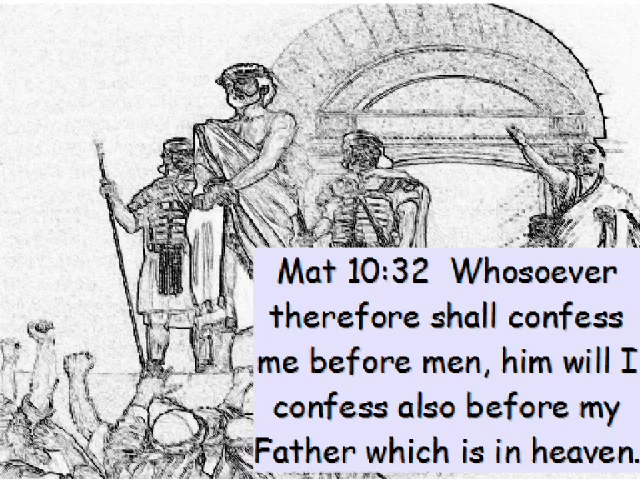 Mat 10:32  Whosoever
therefore shall confess
me before men, him will I
confess also before my
Father which is in heaven.